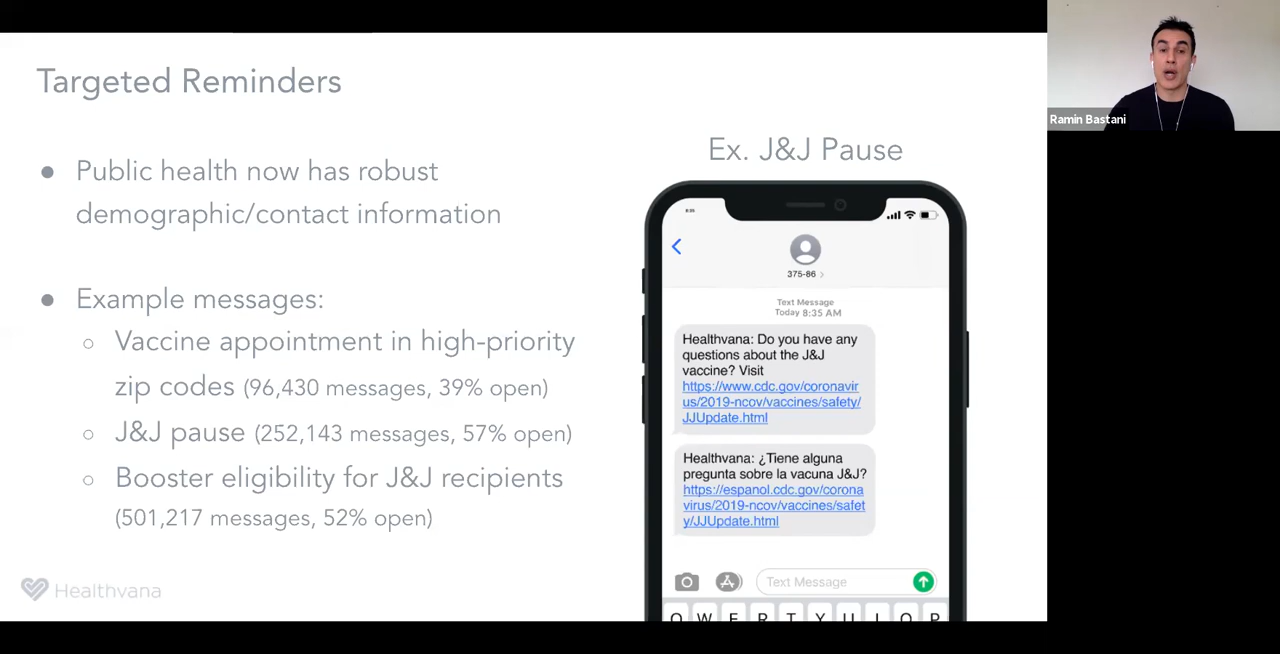 Targeted Reminders
● Public health now has robust
demographic/contact information
● Example messages:
○ Vaccine appointment in high-priority
zip codes (96,430 messages, 39% open)
○ J&J pause (252,143 messages, 57% open)
○ Booster eligibility for J&J recipients
(501,217 messages, 52% open)
Healthvana
Ex. J&J Pause
375-86 >
Text Message
Today 8:35 AM
Healthvana: Do you have any
questions about the J&J
vaccine? Visit
https://www.cdc.gov/coronavir
us/2019-ncov/vaccines/safety/
JJUpdate.html
Healthvana: ¿Tiene alguna
pregunta sobre la vacuna J&J?
https://espanol.cdc.gov/corona
virus/2019-ncov/vaccines/safet
y/JJUpdate.html
Text Message
Q W E R T Y U I O P
Ramin Bastani